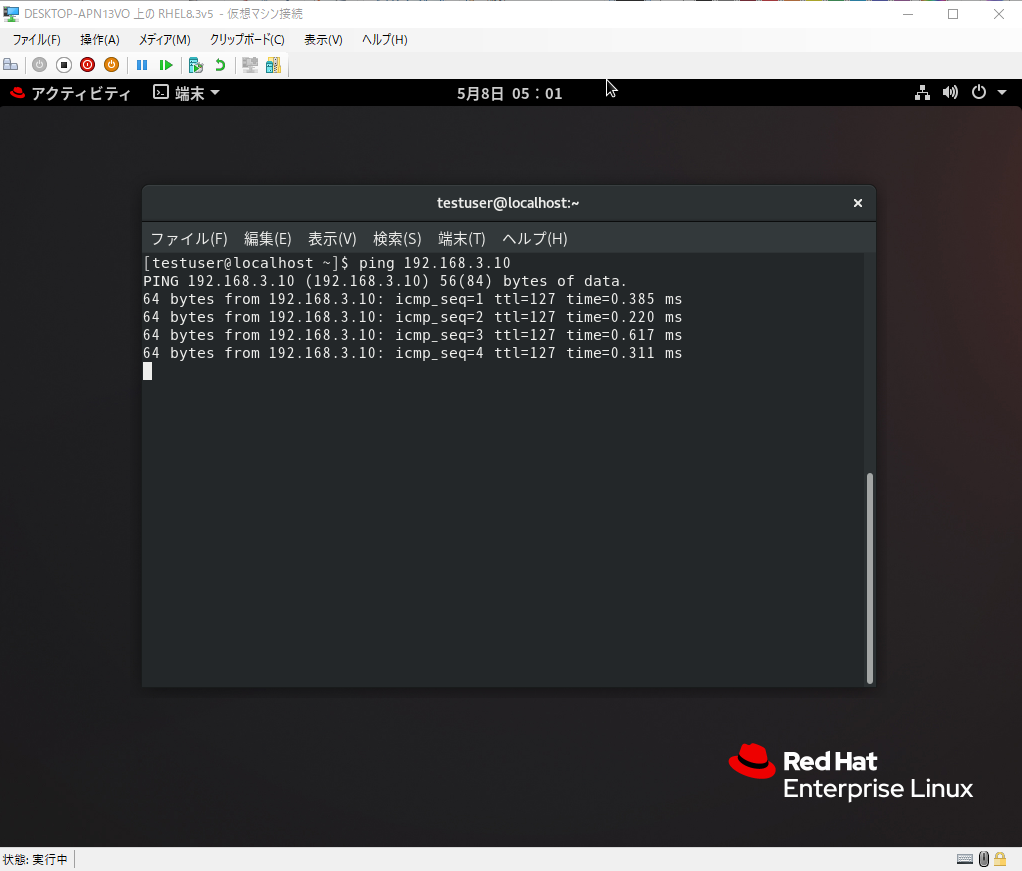 DESKTOP-APN13VO 上の RHEL8.3v5 - 仮想マシン接続
ファイル(F) 操作(A) メディア(M) クリップボード(C) 表示(V) ヘルプ(H)
アクティビティ 端末 5月8日 05：01
testuser@localhost:~ ×
ファイル(F) 編集(E) 表示(V) 検索(S) 端末(T) ヘルプ(H)
[testuser@localhost ~]$ ping 192.168.3.10
PING 192.168.3.10 (192.168.3.10) 56(84) bytes of data.
64 bytes from 192.168.3.10: icmp_seq=1 ttl=127 time=0.385 ms
64 bytes from 192.168.3.10: icmp_seq=2 ttl=127 time=0.220 ms
64 bytes from 192.168.3.10: icmp_seq=3 ttl=127 time=0.617 ms
64 bytes from 192.168.3.10: icmp_seq=4 ttl=127 time=0.311 ms
Red Hat
Enterprise Linux
状態: 実行中